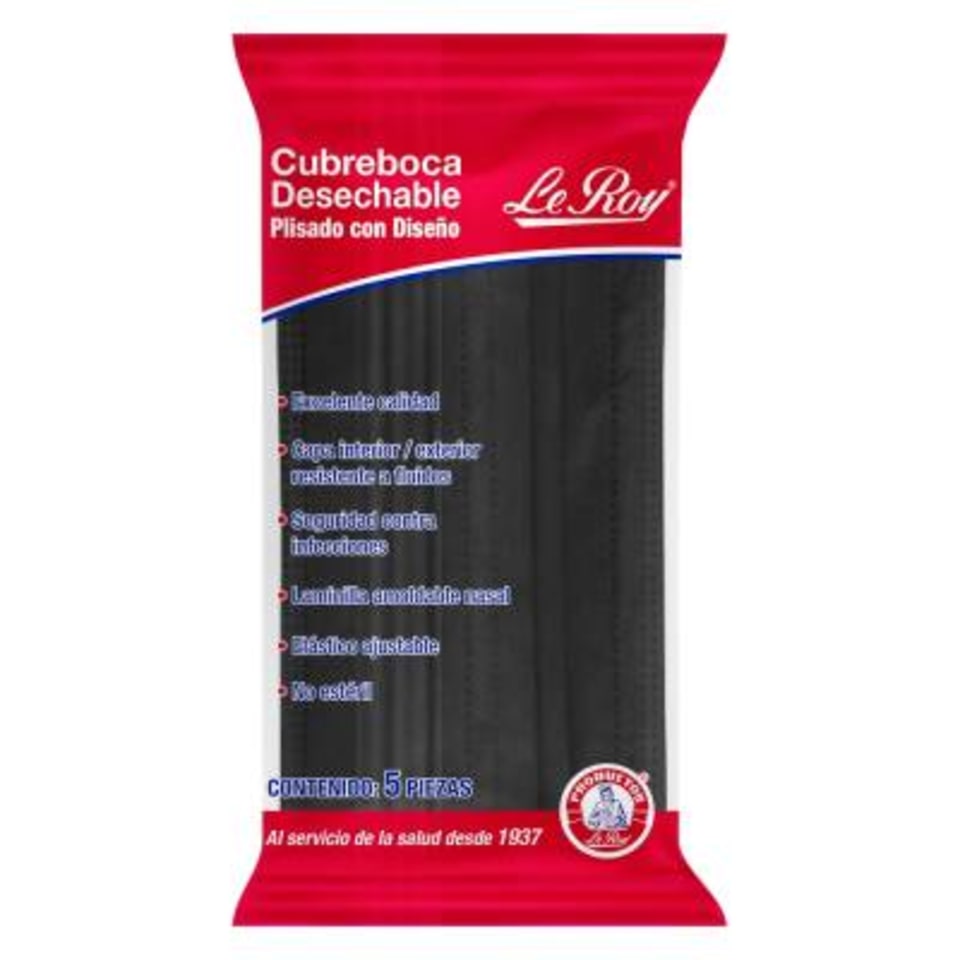 Cubreboca
Desechable
Plisado con Diseño
Le Roy®
Excelente calidad
Capa interior / exterior
resistente a fluidos
Seguridad contra
infecciones
Laminilla amoldable nasal
Elástico ajustable
No estéril
CONTENIDO: 5 PIEZAS
Al servicio de la salud desde 1937
PRODUCTOS
Le Roy
®